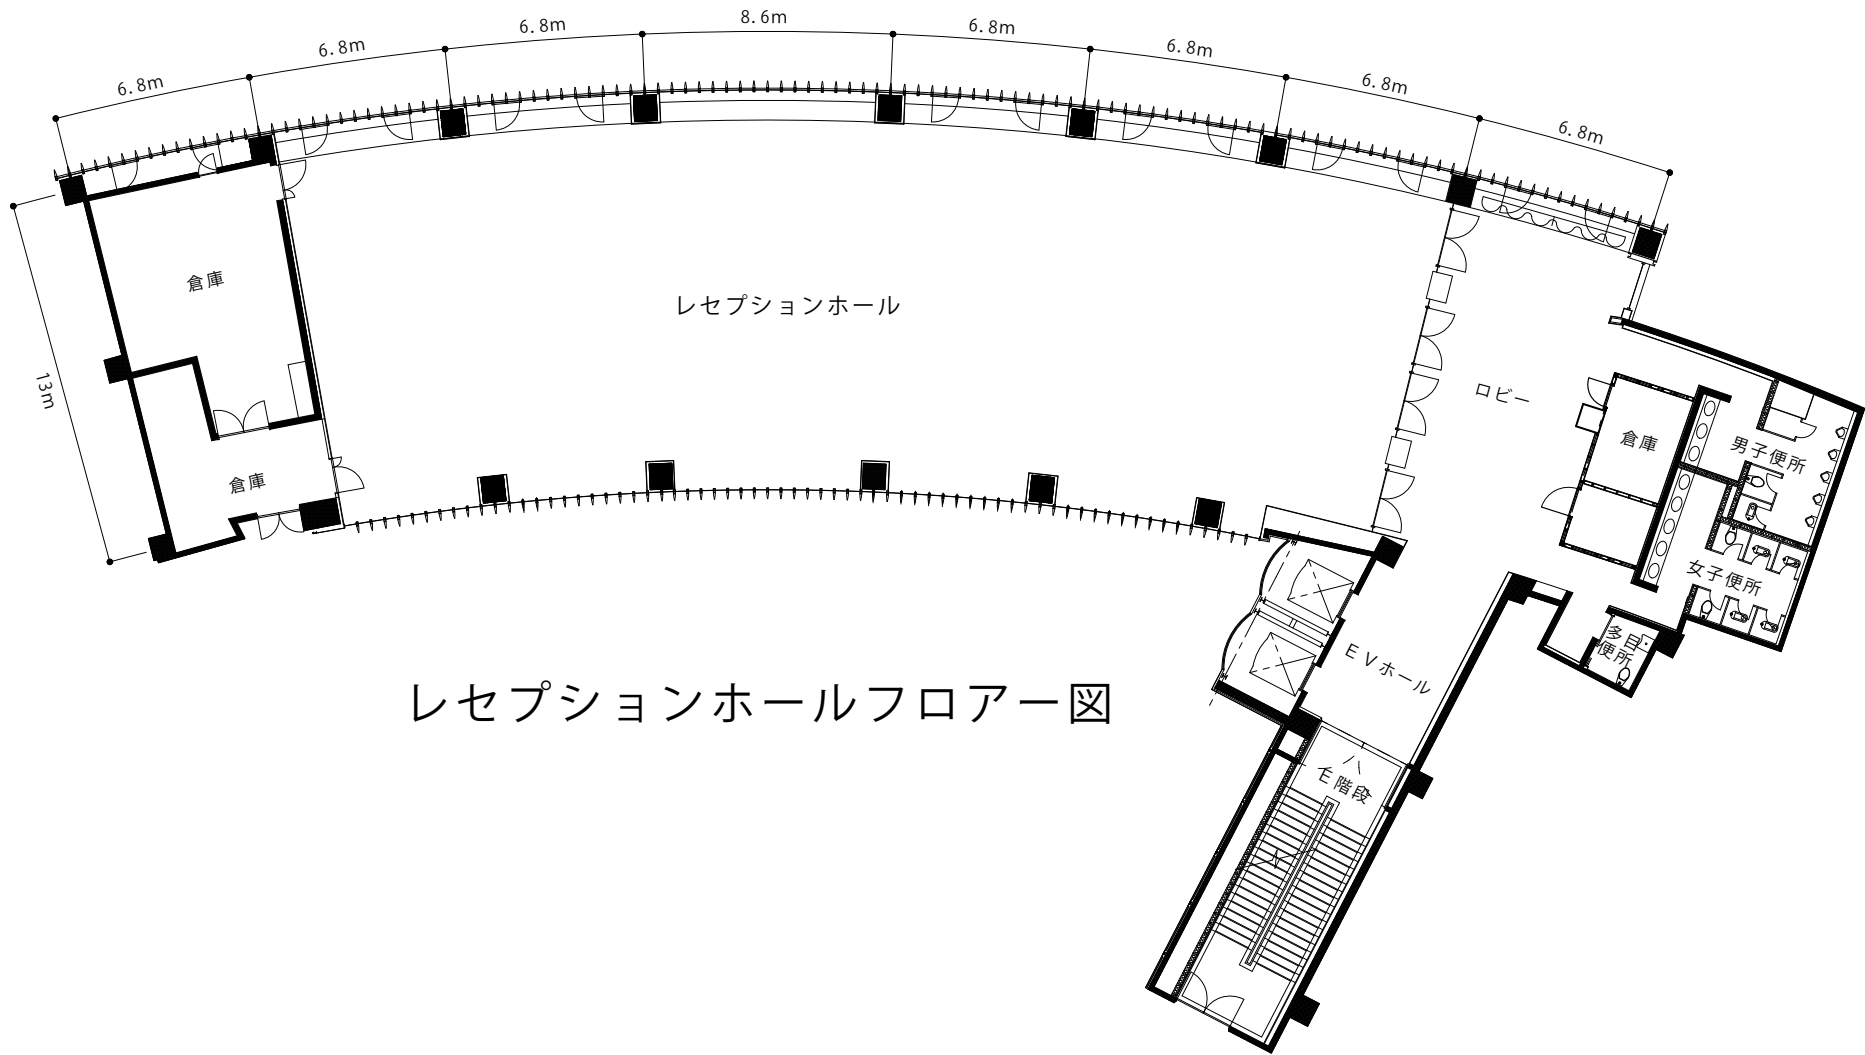 6.8m
6.8m
6.8m
8.6m
6.8m
6.8m
6.8m
6.8m
13m
倉庫
レセプションホール
ロビー
倉庫
男子便所
倉庫
女子便所
多目
便所
EVホール
レセプションホールフロアー図
E階段